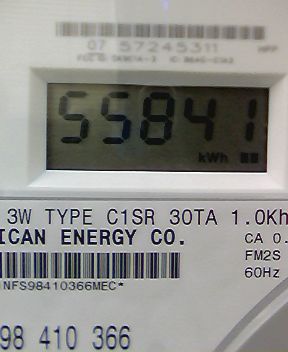 07 57245311
55841
kWh
3W TYPE C1SR 30TA 1.0Kh
ICAN ENERGY CO.
CA 0.
FM2S
60Hz
NFS98410366MEC*
98 410 366